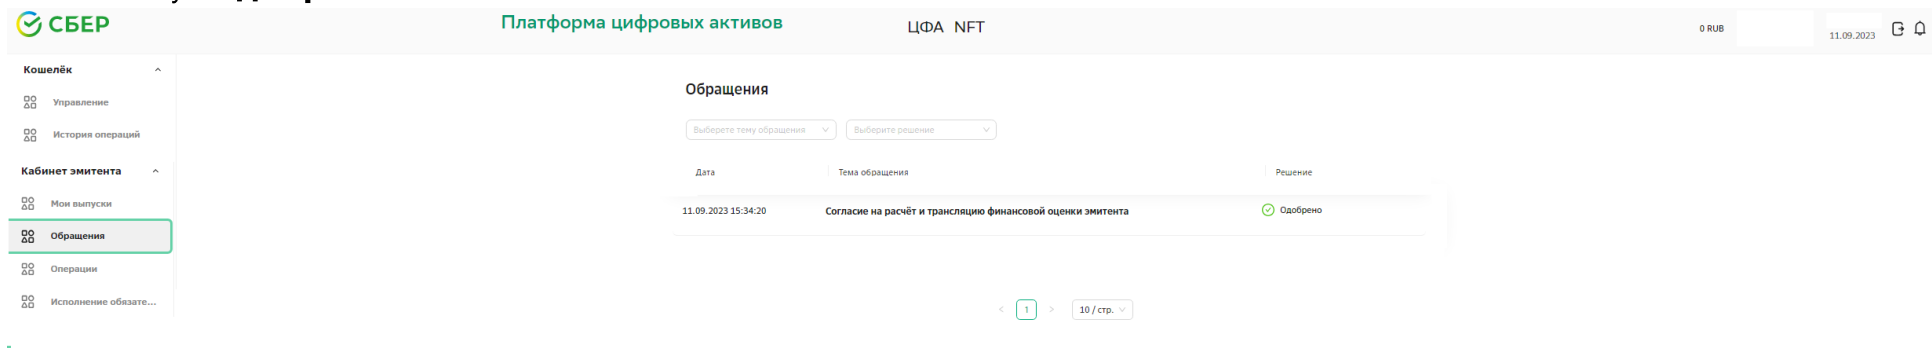 СБЕР
Платформа цифровых активов
ЦФА NFT
0 RUB
11.09.2023
Кошелёк
Управление
История операций
Кабинет эмитента
Мои выпуски
Обращения
Операции
Исполнение обязате...
Обращения
Выберете тему обращения
Выберите решение
Дата Тема обращения Решение
11.09.2023 15:34:20 Согласие на расчёт и трансляцию финансовой оценки эмитента Одобрено
< 1 > 10 / стр.